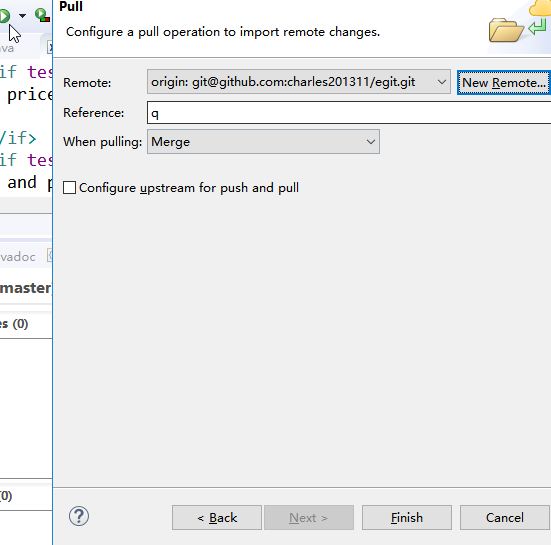 Pull
Configure a pull operation to import remote changes.
ava
if tes
price
/if>
if tes
and p
vadoc
master
es (0)
(0)
Remote:
origin: git@github.com:charles201311/egit.git
New Remote...
Reference:
q
When pulling:
Merge
Configure upstream for push and pull
?
< Back
Next >
Finish
Cancel